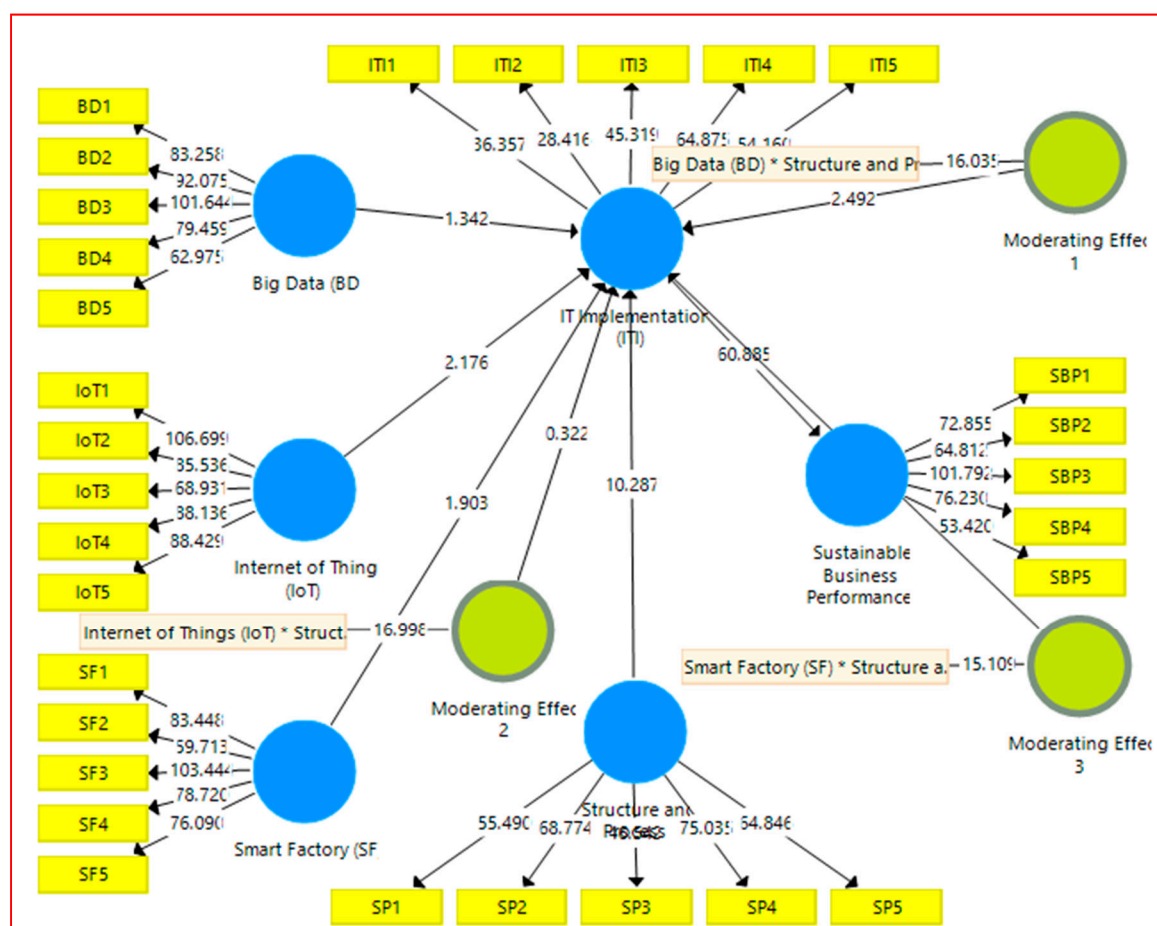 ITI1
ITI2
ITI3
ITI4
ITI5
BD1
BD2
BD3
BD4
BD5
83.258
92.075
101.644
79.459
62.975
Big Data (BD
36.357
28.416
45.319
64.875
54.160
Big Data (BD) * Structure and Pr
16.035
2.492
Moderating Effec
1
1.342
IT Implementation
(ITI)
60.885
2.176
0.322
1.903
10.287
IoT1
IoT2
IoT3
IoT4
IoT5
106.699
68.931
88.429
Internet of Thing
(IoT)
SBP1
SBP2
SBP3
SBP4
SBP5
72.855
64.812
101.792
76.230
53.420
Sustainable
Business
Performance
Internet of Things (IoT) * Struct.
16.998
Moderating Effec
2
Smart Factory (SF) * Structure a.
15.109
Moderating Effec
3
SF1
SF2
SF3
SF4
SF5
83.448
59.713
103.444
78.720
76.090
Smart Factory (SF
Structure and
55.490
68.774
75.035
64.846
SP1
SP2
SP3
SP4
SP5